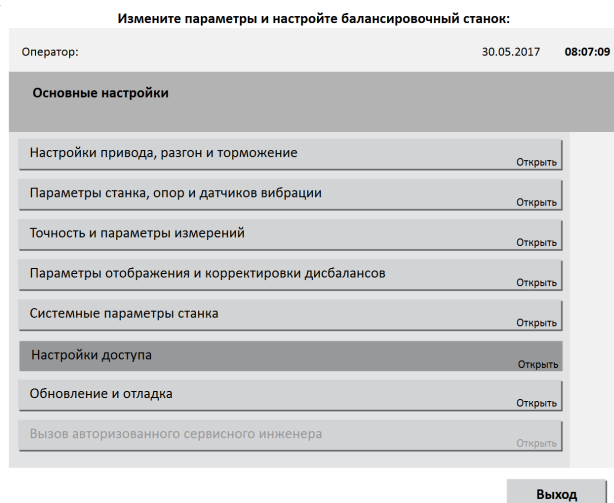 Измените параметры и настройте балансировочный станок:
Оператор: 30.05.2017 08:07:09
Основные настройки
Настройки привода, разгон и торможение Открыть
Параметры станка, опор и датчиков вибрации Открыть
Точность и параметры измерений Открыть
Параметры отображения и корректировки дисбалансов Открыть
Системные параметры станка Открыть
Настройки доступа Открыть
Обновление и отладка Открыть
Вызов авторизованного сервисного инженера Открыть
Выход